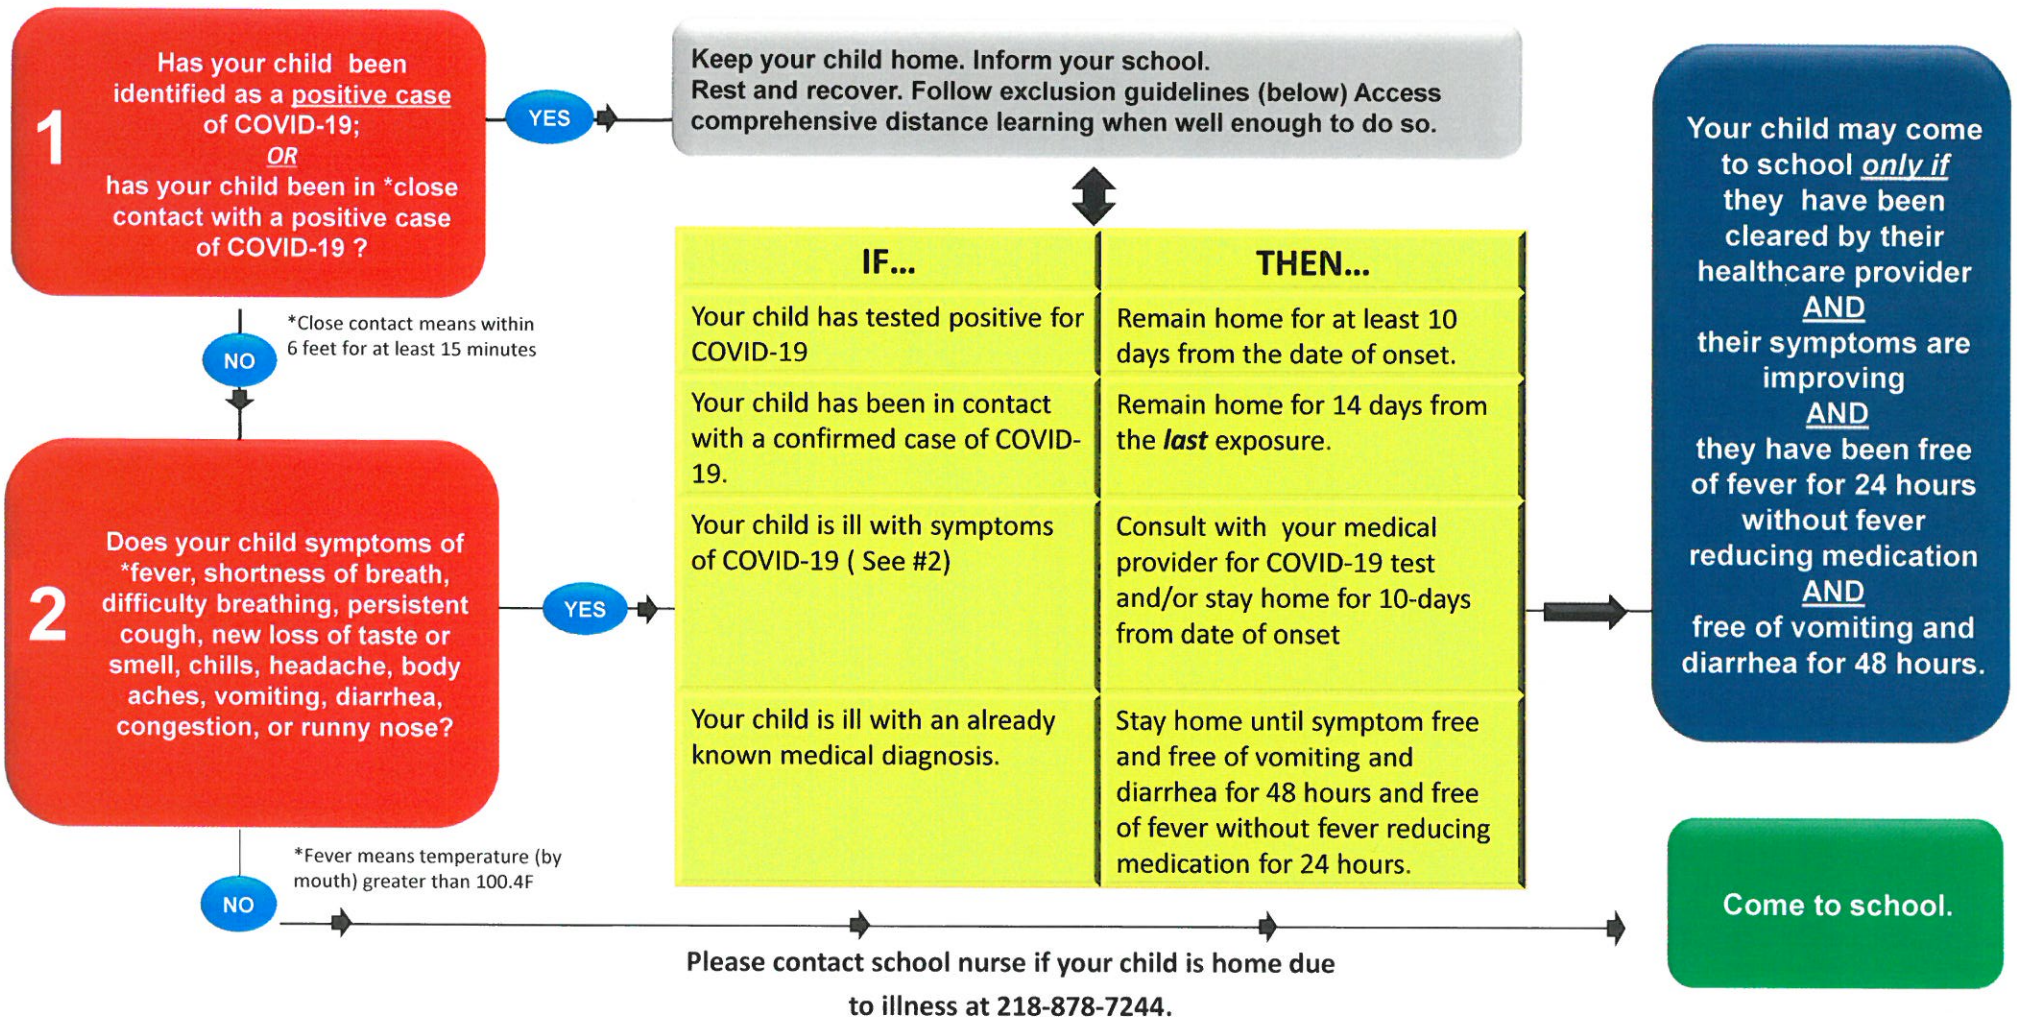 1
Has your child been
identified as a positive case
of COVID-19;
OR
has your child been in *close
contact with a positive case
of COVID-19 ?
YES
Keep your child home. Inform your school.
Rest and recover. Follow exclusion guidelines (below) Access
comprehensive distance learning when well enough to do so.
NO
*Close contact means within
6 feet for at least 15 minutes
2
Does your child symptoms of
*fever, shortness of breath,
difficulty breathing, persistent
cough, new loss of taste or
smell, chills, headache, body
aches, vomiting, diarrhea,
congestion, or runny nose?
YES
IF...
THEN...
Your child has tested positive for
COVID-19
Remain home for at least 10
days from the date of onset.
Your child has been in contact
with a confirmed case of COVID-
19.
Remain home for 14 days from
the last exposure.
Your child is ill with symptoms
of COVID-19 ( See #2)
Consult with your medical
provider for COVID-19 test
and/or stay home for 10-days
from date of onset
Your child is ill with an already
known medical diagnosis.
Stay home until symptom free
and free of vomiting and
diarrhea for 48 hours and free
of fever without fever reducing
medication for 24 hours.
Your child may come
to school only if
they have been
cleared by their
healthcare provider
AND
their symptoms are
improving
AND
they have been free
of fever for 24 hours
without fever
reducing medication
AND
free of vomiting and
diarrhea for 48 hours.
NO
*Fever means temperature (by
mouth) greater than 100.4F
Come to school.
Please contact school nurse if your child is home due
to illness at 218-878-7244.